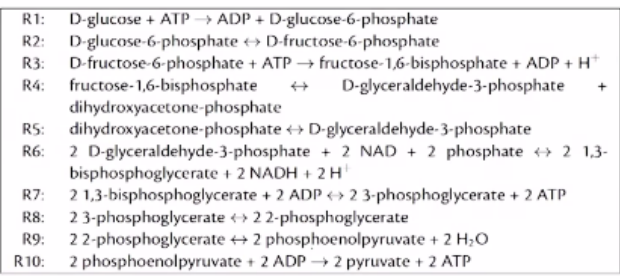 R1: D-glucose + ATP → ADP + D-glucose-6-phosphate
R2: D-glucose-6-phosphate ↔ D-fructose-6-phosphate
R3: D-fructose-6-phosphate + ATP → fructose-1,6-bisphosphate + ADP + H⁺
R4: fructose-1,6-bisphosphate ↔ D-glyceraldehyde-3-phosphate +
dihydroxyacetone-phosphate
R5: dihydroxyacetone-phosphate ↔ D-glyceraldehyde-3-phosphate
R6: 2 D-glyceraldehyde-3-phosphate + 2 NAD + 2 phosphate ↔ 2 1,3-
bisphosphoglycerate + 2 NADH + 2 H⁺
R7: 2 1,3-bisphosphoglycerate + 2 ADP ↔ 2 3-phosphoglycerate + 2 ATP
R8: 2 3-phosphoglycerate ↔ 2 2-phosphoglycerate
R9: 2 2-phosphoglycerate ↔ 2 phosphoenolpyruvate + 2 H₂O
R10: 2 phosphoenolpyruvate + 2 ADP → 2 pyruvate + 2 ATP